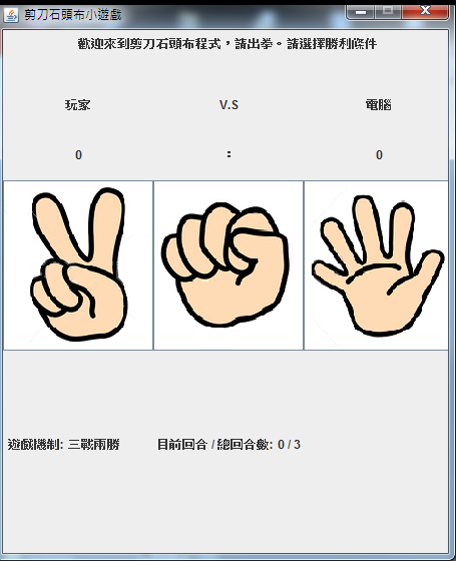 剪刀石頭布小遊戲
歡迎來到剪刀石頭布程式，請出拳。請選擇勝利條件
玩家 V.S 電腦
0 : 0
遊戲機制: 三戰兩勝 目前回合 / 總回合數: 0 / 3